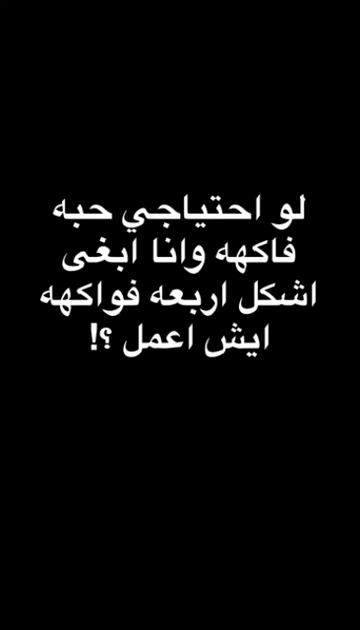 لو احتياجي حبه
فاكهه وانا ابغى
اشكل اربعه فواكهه
ايش اعمل ؟!